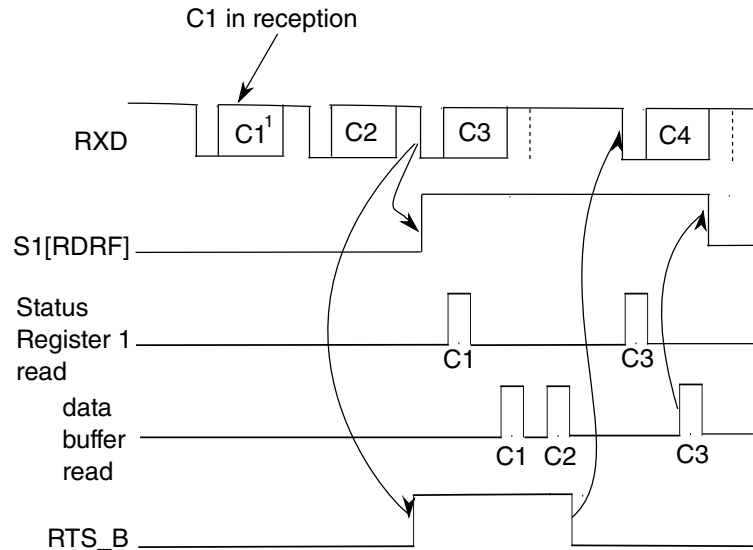 C1 in reception
RXD
C1¹
C2
C3
C4
S1[RDRF]
Status
Register 1
read
C1
C3
data
buffer
read
C1
C2
C3
RTS_B